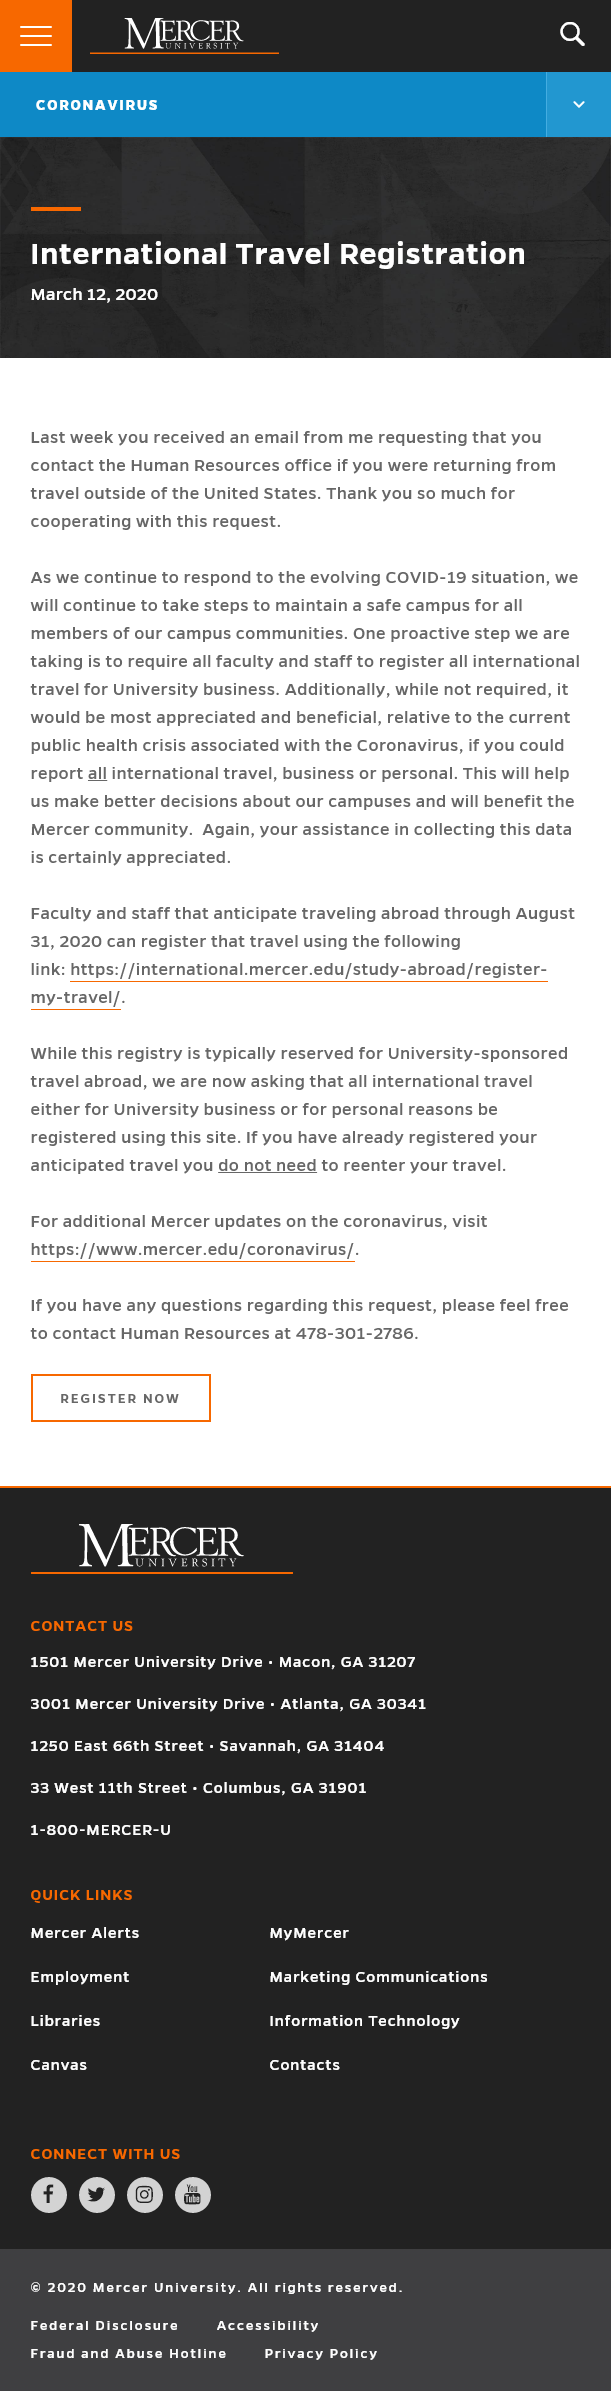 MERCER
UNIVERSITY
CORONAVIRUS
International Travel Registration
March 12, 2020
Last week you received an email from me requesting that you
contact the Human Resources office if you were returning from
travel outside of the United States. Thank you so much for
cooperating with this request.
As we continue to respond to the evolving COVID-19 situation, we
will continue to take steps to maintain a safe campus for all
members of our campus communities. One proactive step we are
taking is to require all faculty and staff to register all international
travel for University business. Additionally, while not required, it
would be most appreciated and beneficial, relative to the current
public health crisis associated with the Coronavirus, if you could
report all international travel, business or personal. This will help
us make better decisions about our campuses and will benefit the
Mercer community.  Again, your assistance in collecting this data
is certainly appreciated.
Faculty and staff that anticipate traveling abroad through August
31, 2020 can register that travel using the following
link: https://international.mercer.edu/study-abroad/register-
my-travel/.
While this registry is typically reserved for University-sponsored
travel abroad, we are now asking that all international travel
either for University business or for personal reasons be
registered using this site. If you have already registered your
anticipated travel you do not need to reenter your travel.
For additional Mercer updates on the coronavirus, visit
https://www.mercer.edu/coronavirus/.
If you have any questions regarding this request, please feel free
to contact Human Resources at 478-301-2786.
REGISTER NOW
MERCER
UNIVERSITY
CONTACT US
1501 Mercer University Drive • Macon, GA 31207
3001 Mercer University Drive • Atlanta, GA 30341
1250 East 66th Street • Savannah, GA 31404
33 West 11th Street • Columbus, GA 31901
1-800-MERCER-U
QUICK LINKS
Mercer Alerts MyMercer
Employment Marketing Communications
Libraries Information Technology
Canvas Contacts
CONNECT WITH US
You
Tube
© 2020 Mercer University. All rights reserved.
Federal Disclosure Accessibility
Fraud and Abuse Hotline Privacy Policy